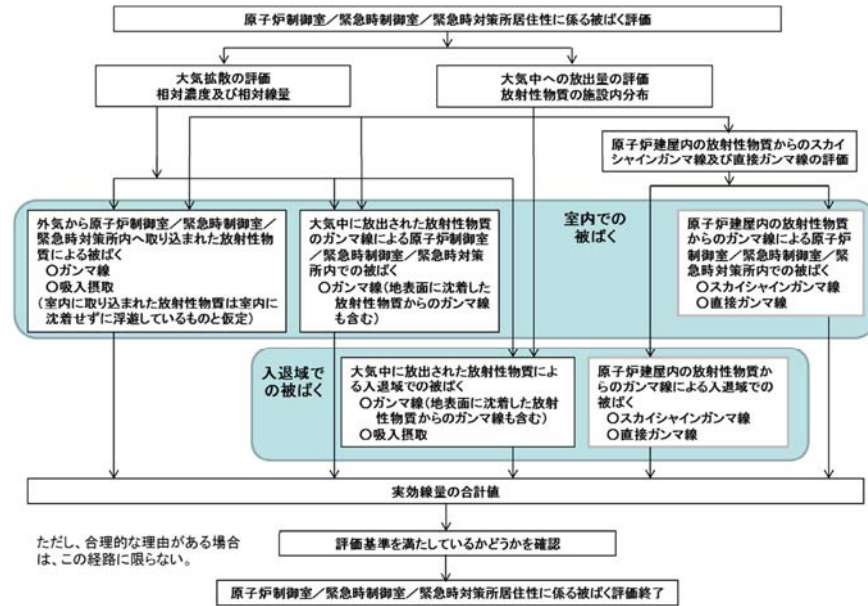 原子炉制御室／緊急時制御室／緊急時対策所居住性に係る被ばく評価
大気拡散の評価
相対濃度及び相対線量
大気中への放出量の評価
放射性物質の施設内分布
原子炉建屋内の放射性物質からのスカイ
シャインガンマ線及び直接ガンマ線の評価
室内での
被ばく
外気から原子炉制御室／緊急時制御室／
緊急時対策所内へ取り込まれた放射性物
質による被ばく
○ガンマ線
○吸入摂取
(室内に取り込まれた放射性物質は室内に
沈着せずに浮遊しているものと仮定)
大気中に放出された放射性物質
のガンマ線による原子炉制御室
／緊急時制御室／緊急時対策
所内での被ばく
○ガンマ線(地表面に沈着した
放射性物質からのガンマ線
も含む)
原子炉建屋内の放射性物質
からのガンマ線による原子炉
制御室／緊急時制御室／緊
急時対策所内での被ばく
○スカイシャインガンマ線
○直接ガンマ線
入退域で
の被ばく
大気中に放出された放射性物質によ
る入退域での被ばく
○ガンマ線(地表面に沈着した放射
性物質からのガンマ線も含む)
○吸入摂取
原子炉建屋内の放射性物質か
らのガンマ線による入退域での
被ばく
○スカイシャインガンマ線
○直接ガンマ線
実効線量の合計値
ただし、合理的な理由がある場合
は、この経路に限らない。
評価基準を満たしているかどうかを確認
原子炉制御室／緊急時制御室／緊急時対策所居住性に係る被ばく評価終了